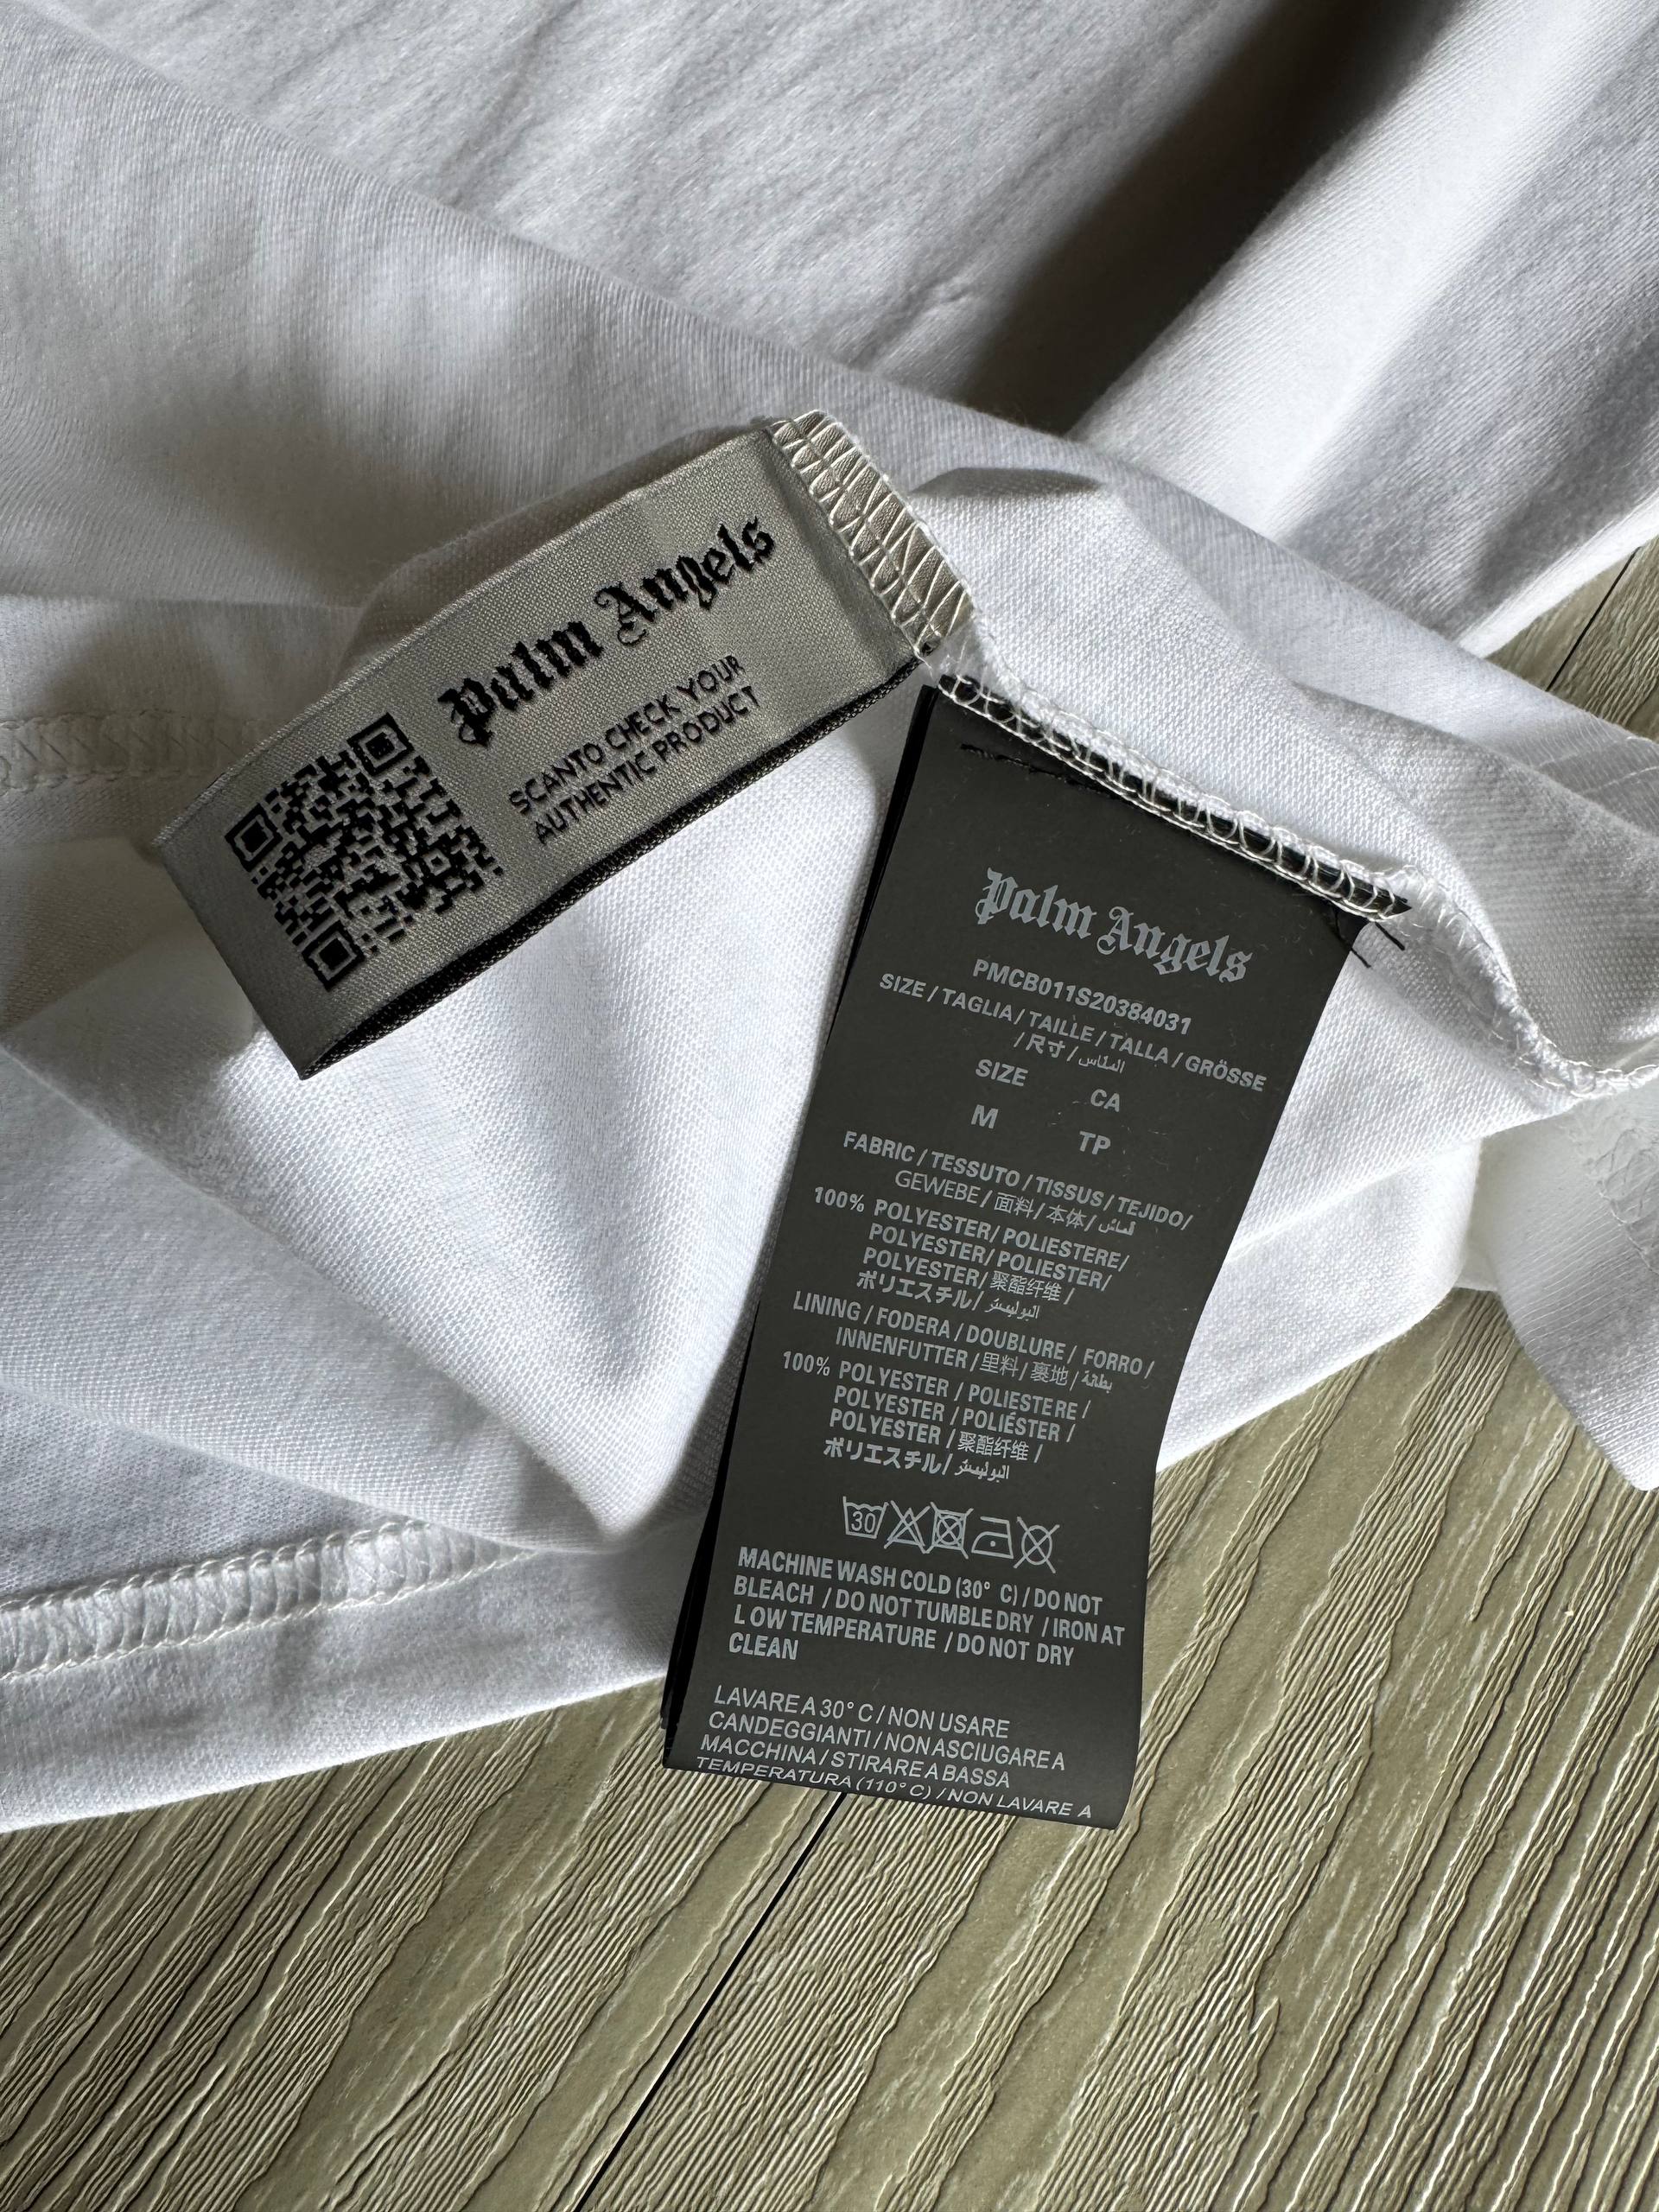 Palm Angels
SCANTO CHECK YOUR
AUTHENTIC PRODUCT
Palm Angels
PMCB011S20384031
SIZE / TAGLIA / TAILLE / TALLA / GRÖSSE
/ 尺寸 / المقاس
SIZE CA
M TP
FABRIC / TESSUTO / TISSUS / TEJIDO/
GEWEBE / 面料 / 本体 / قماش
100% POLYESTER/ POLIESTERE/
POLYESTER/ POLIESTER/
POLYESTER/ 聚酯纤维 /
ポリエステル/ البوليستر
LINING / FODERA / DOUBLURE / FORRO /
INNENFUTTER / 里料 / 裏地 / بطانة
100% POLYESTER / POLIESTERE /
POLYESTER / POLIÉSTER /
POLYESTER / 聚酯纤维 /
ポリエステル/ البوليستر
30
MACHINE WASH COLD (30° C) / DO NOT
BLEACH / DO NOT TUMBLE DRY / IRON AT
L OW TEMPERATURE / DO NOT DRY
CLEAN
LAVARE A 30° C / NON USARE
CANDEGGIANTI / NON ASCIUGARE A
MACCHINA / STIRARE A BASSA
TEMPERATURA (110° C) / NON LAVARE A